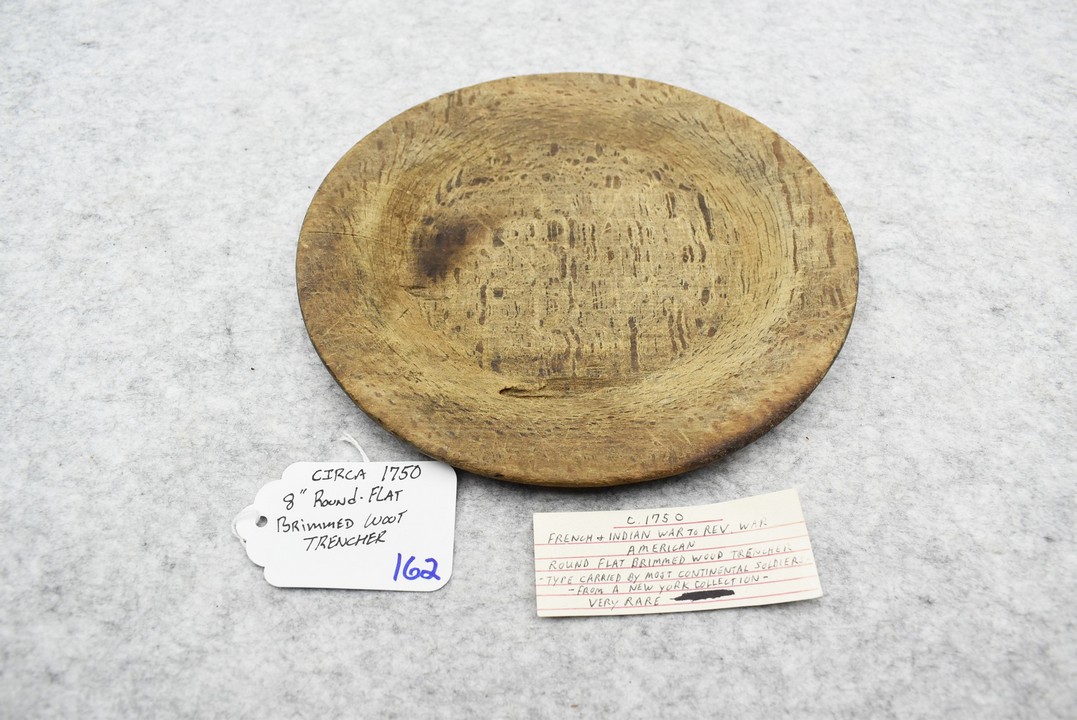 CIRCA 1750
8" ROUND-FLAT
BRIMMED WOOT
TRENCHER
162
C. 1750
FRENCH & INDIAN WAR TO REV. WAR
AMERICAN
ROUND FLAT BRIMMED WOOD TRENCHER
-TYPE CARRIED BY MOST CONTINENTAL SOLDIER-
-FROM A NEW YORK COLLECTION-
VERY RARE